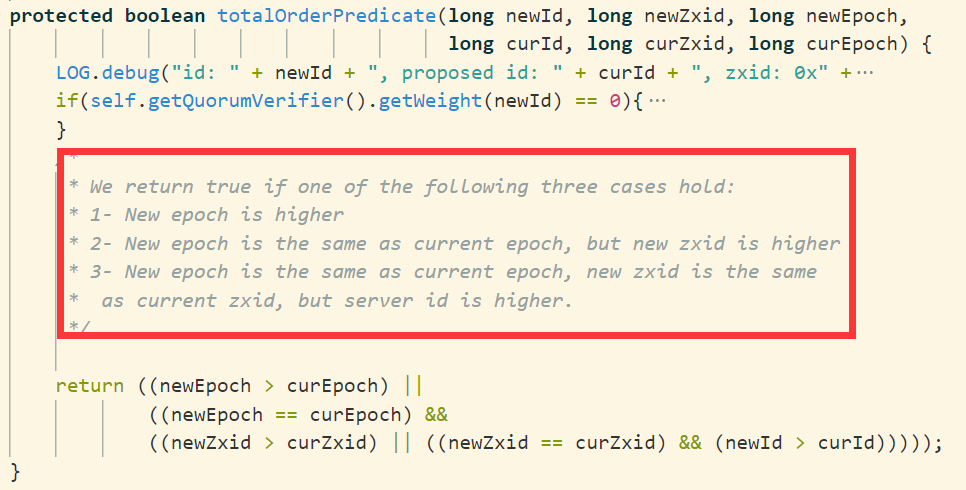 protected boolean totalOrderPredicate(long newId, long newZxid, long newEpoch,
long curId, long curZxid, long curEpoch) {
LOG.debug("id: " + newId + ", proposed id: " + curId + ", zxid: 0x" +···
if(self.getQuorumVerifier().getWeight(newId) == 0){···
}
/*
* We return true if one of the following three cases hold:
* 1- New epoch is higher
* 2- New epoch is the same as current epoch, but new zxid is higher
* 3- New epoch is the same as current epoch, new zxid is the same
*  as current zxid, but server id is higher.
*/
return ((newEpoch > curEpoch) ||
((newEpoch == curEpoch) &&
((newZxid > curZxid) || ((newZxid == curZxid) && (newId > curId)))));
}